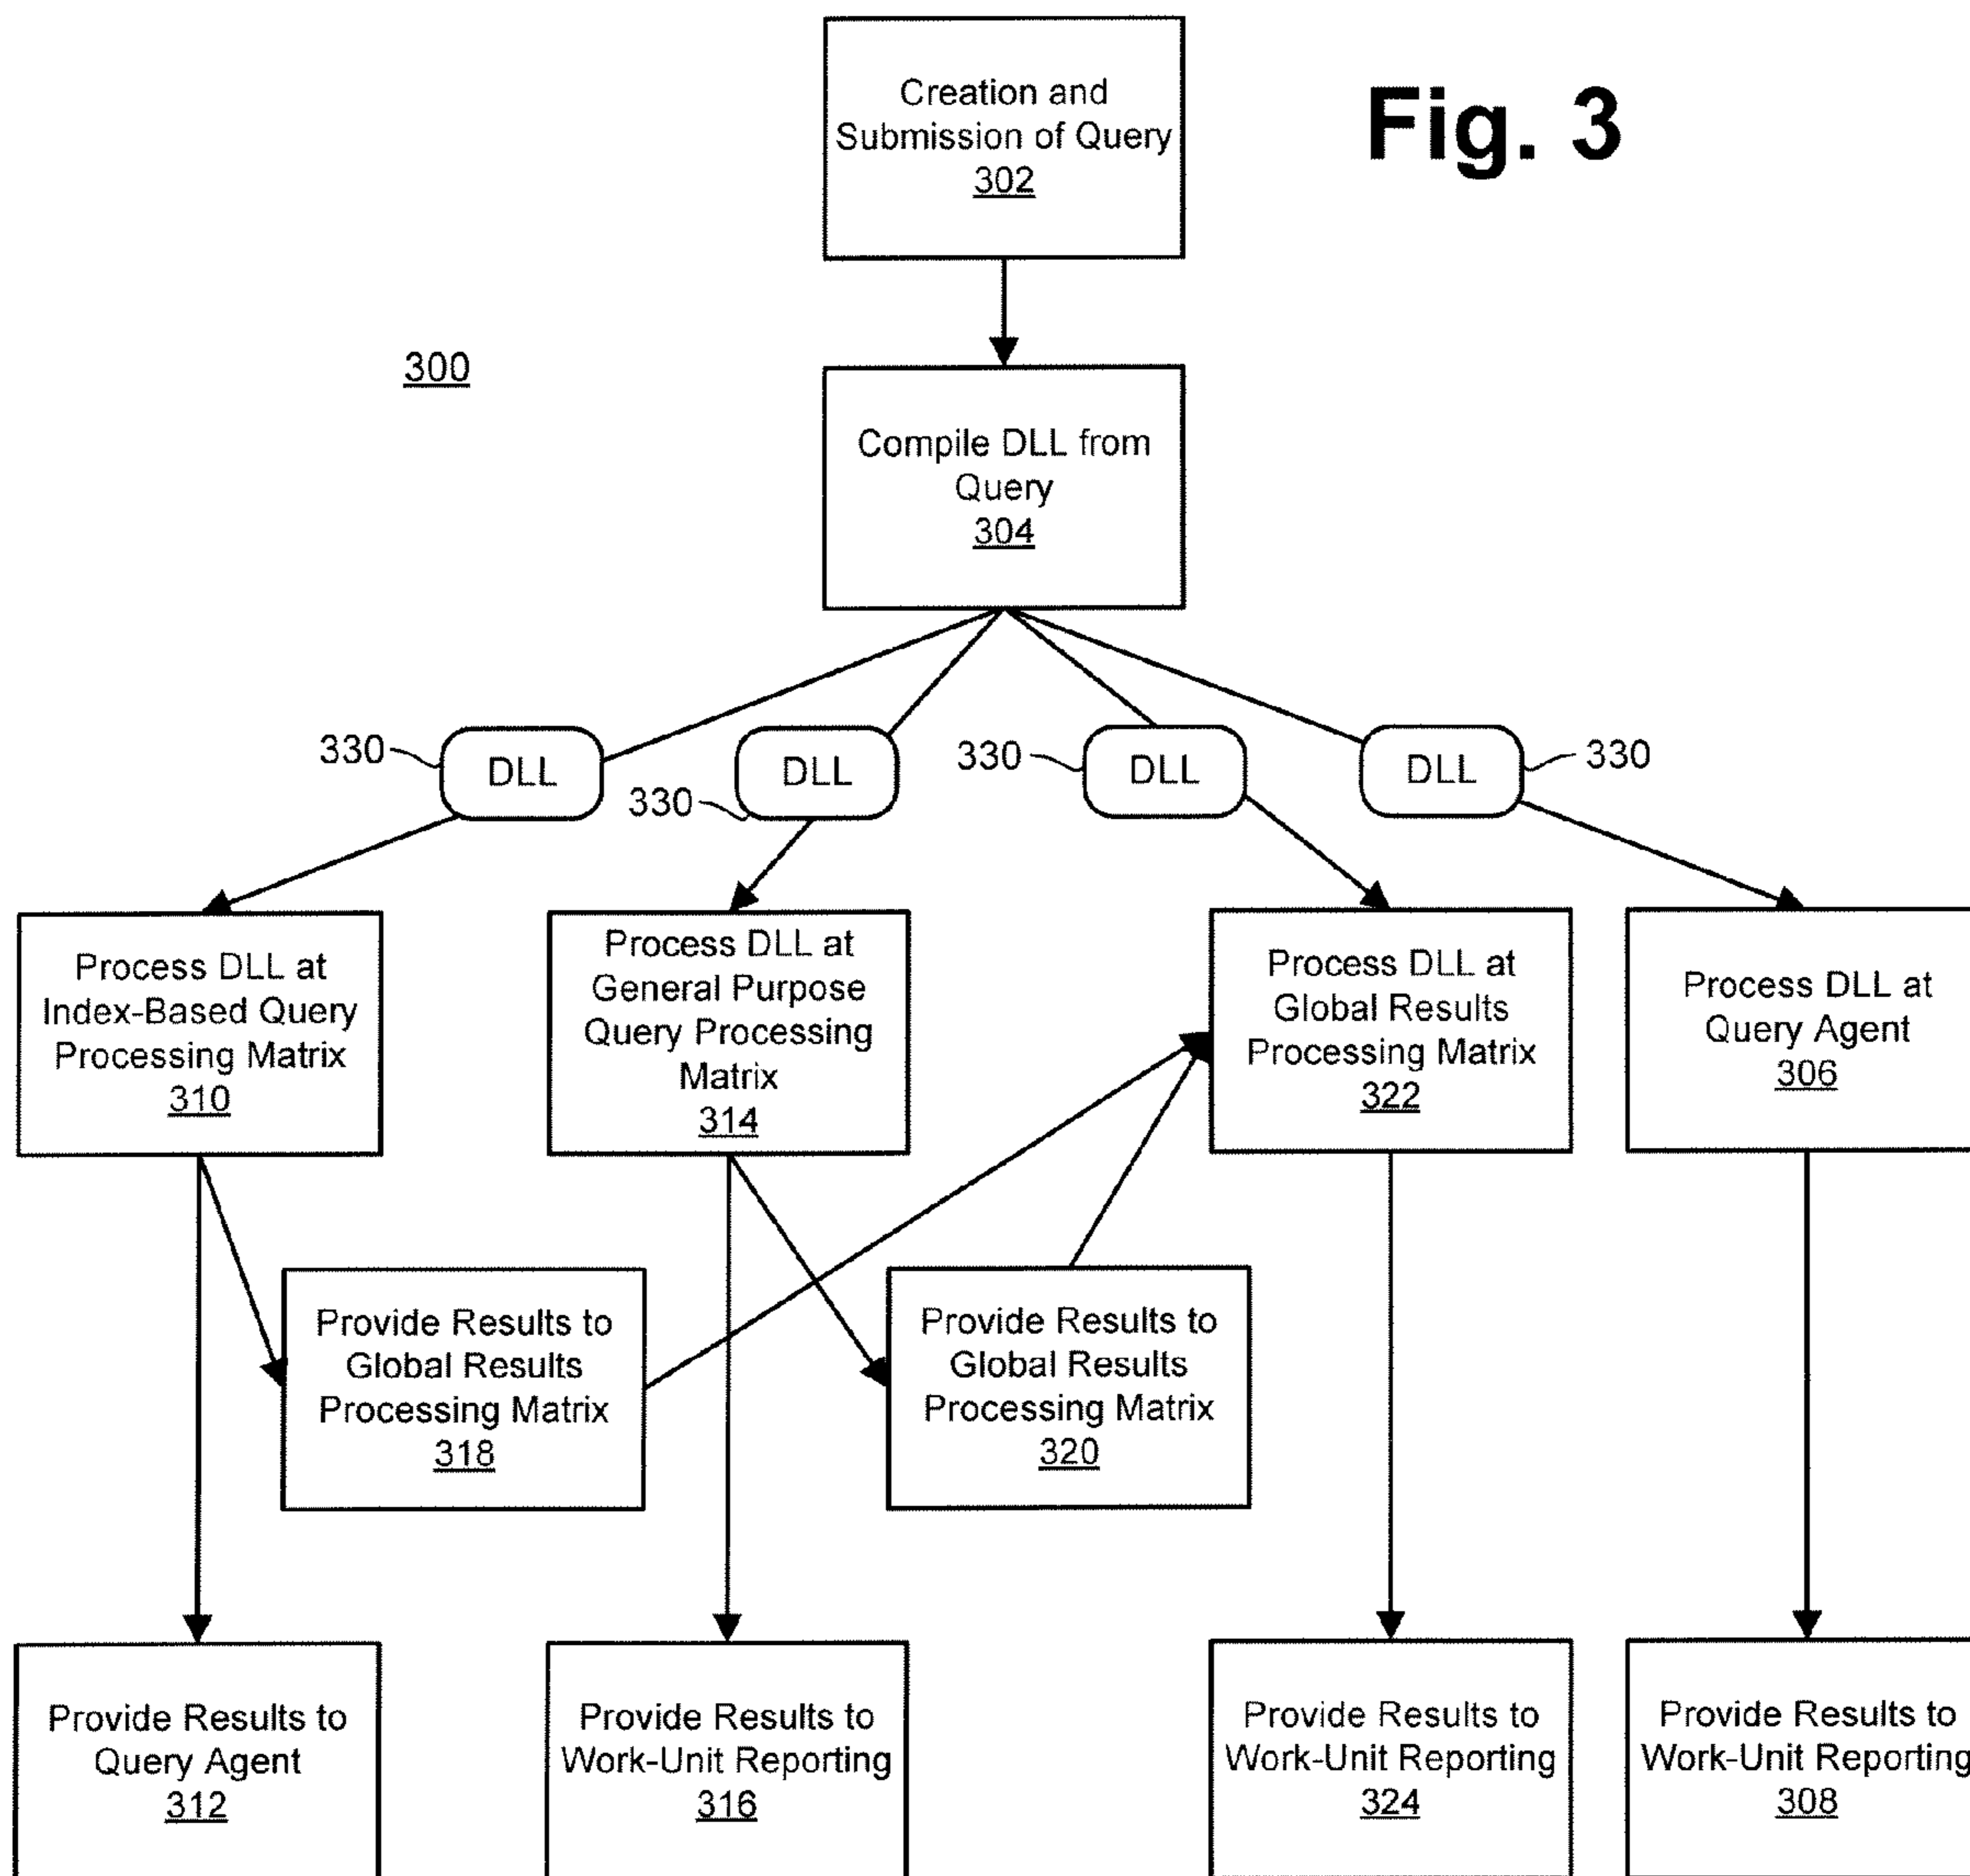 Creation and
Submission of Query
302
Fig. 3
300
Compile DLL from
Query
304
330
DLL
330
DLL
330
DLL
DLL
330
Process DLL at
Index-Based Query
Processing Matrix
310
Process DLL at
General Purpose
Query Processing
Matrix
314
Process DLL at
Global Results
Processing Matrix
322
Process DLL at
Query Agent
306
Provide Results to
Global Results
Processing Matrix
318
Provide Results to
Global Results
Processing Matrix
320
Provide Results to
Query Agent
312
Provide Results to
Work-Unit Reporting
316
Provide Results to
Work-Unit Reporting
324
Provide Results to
Work-Unit Reporting
308